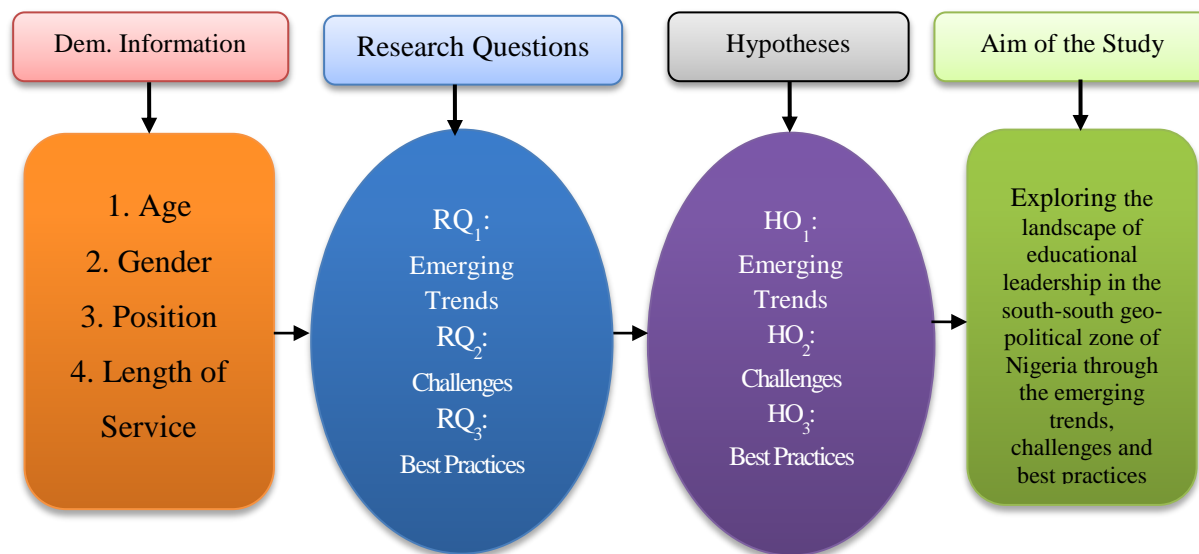 Dem. Information
Research Questions
Hypotheses
Aim of the Study
1. Age
2. Gender
3. Position
4. Length of
Service
RQ1:
Emerging
Trends
RQ2:
Challenges
RQ3:
Best Practices
HO1:
Emerging
Trends
HO2:
Challenges
HO3:
Best Practices
Exploring the
landscape of
educational
leadership in the
south-south geo-
political zone of
Nigeria through
the emerging
trends,
challenges and
best practices